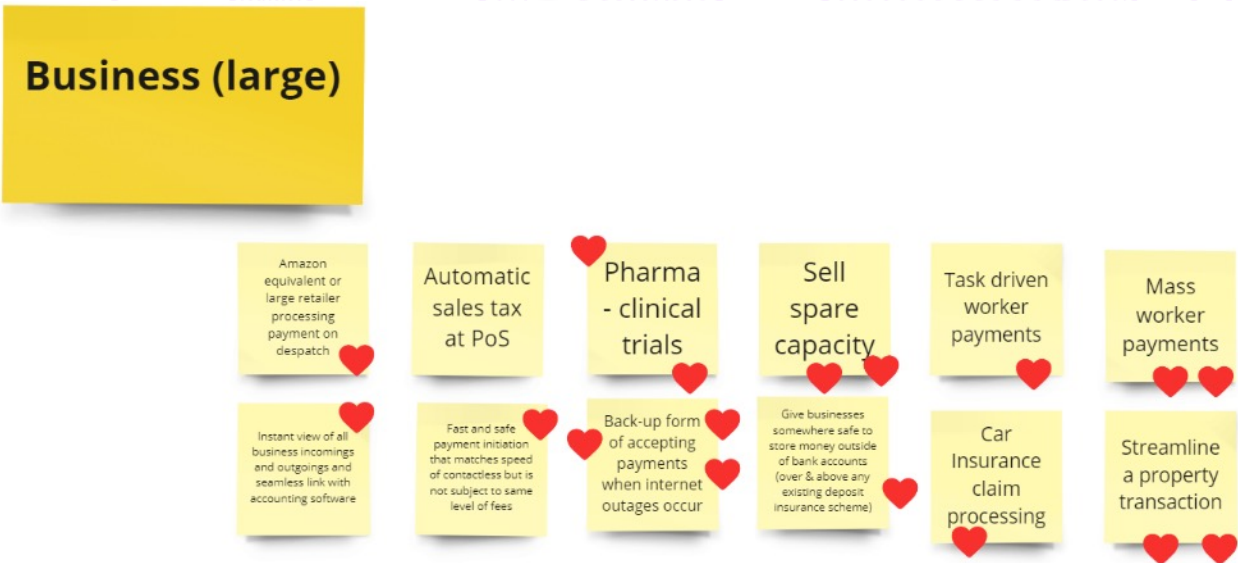 Business (large)
Amazon
equivalent or
large retailer
processing
payment on
despatch
Automatic
sales tax
at PoS
Pharma
- clinical
trials
Sell
spare
capacity
Task driven
worker
payments
Mass
worker
payments
Instant view of all
business incomings
and outgoings and
seamless link with
accounting software
Fast and safe
payment initiation
that matches speed
of contactless but is
not subject to same
level of fees
Back-up form
of accepting
payments
when internet
outages occur
Give businesses
somewhere safe to
store money outside
of bank accounts
(over & above any
existing deposit
insurance scheme)
Car
Insurance
claim
processing
Streamline
a property
transaction